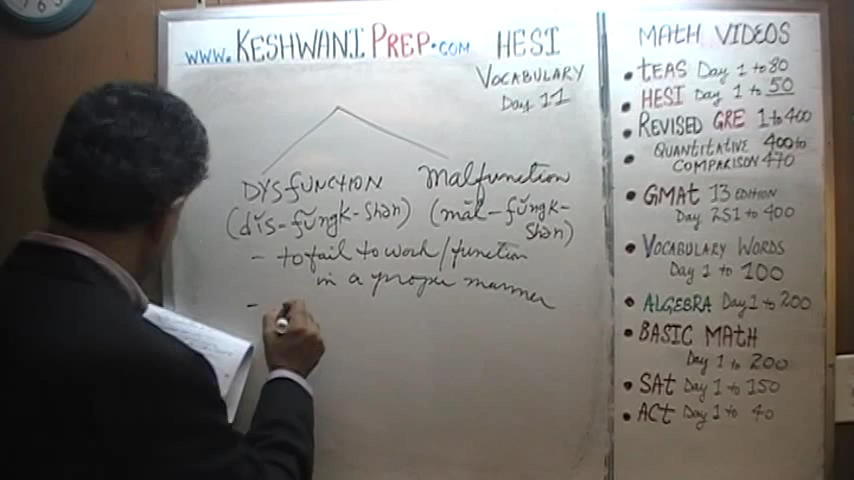 www.KESHWANIPREP.com HESI
VOCABULARY
Day 11
DYSfUNCTION Malfunction
(dĭs-fŭngk-shən) (măl-fŭngk-
shən)
- to fail to work/function
in a proper manner
-
MATH VIDEOS
• tEAS Day 1 to 80
• HESI Day 1 to 50
• REVISED GRE 1 to 400
• QUANTITATIVE 400 to
COMPARISON 470
• GMAt 13 EDITION
Day 251 to 400
• VOCABULARY WORDS
Day 1 to 100
• ALGEBRA Day 1 to 200
• BASIC MATH
Day 1 to 200
• SAt Day 1 to 150
• ACt Day 1 to 40